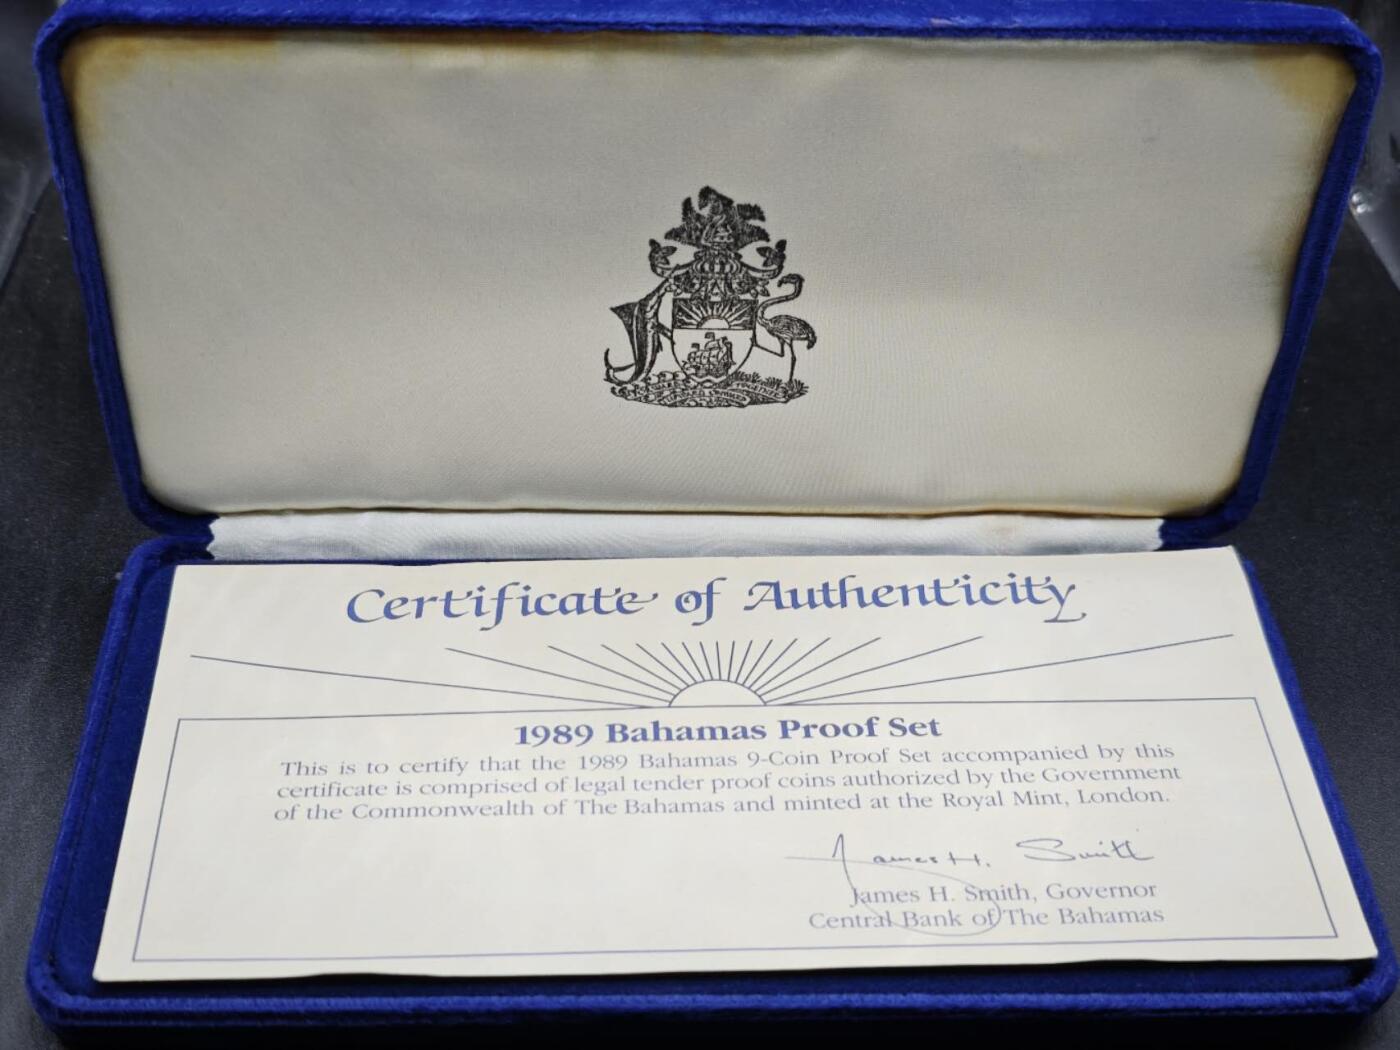 Certificate of Authenticity
1989 Bahamas Proof Set
This is to certify that the 1989 Bahamas 9-Coin Proof Set accompanied by this
certificate is comprised of legal tender proof coins authorized by the Government
of the Commonwealth of The Bahamas and minted at the Royal Mint, London.
James H. Smith
James H. Smith, Governor
Central Bank of The Bahamas